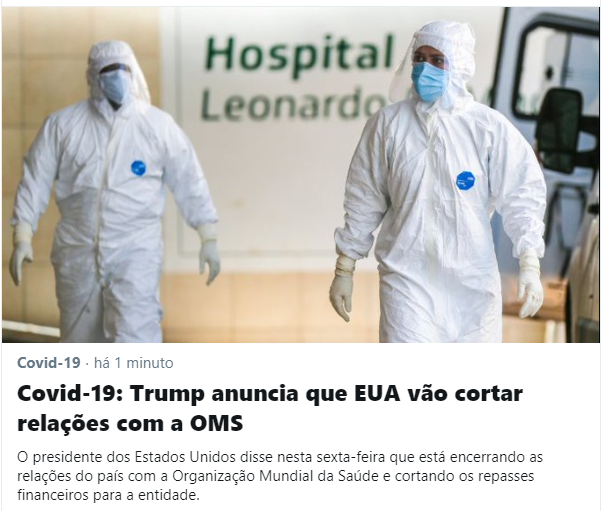 Hospital
Leonardo
Covid-19 · há 1 minuto
Covid-19: Trump anuncia que EUA vão cortar
relações com a OMS
O presidente dos Estados Unidos disse nesta sexta-feira que está encerrando as
relações do país com a Organização Mundial da Saúde e cortando os repasses
financeiros para a entidade.